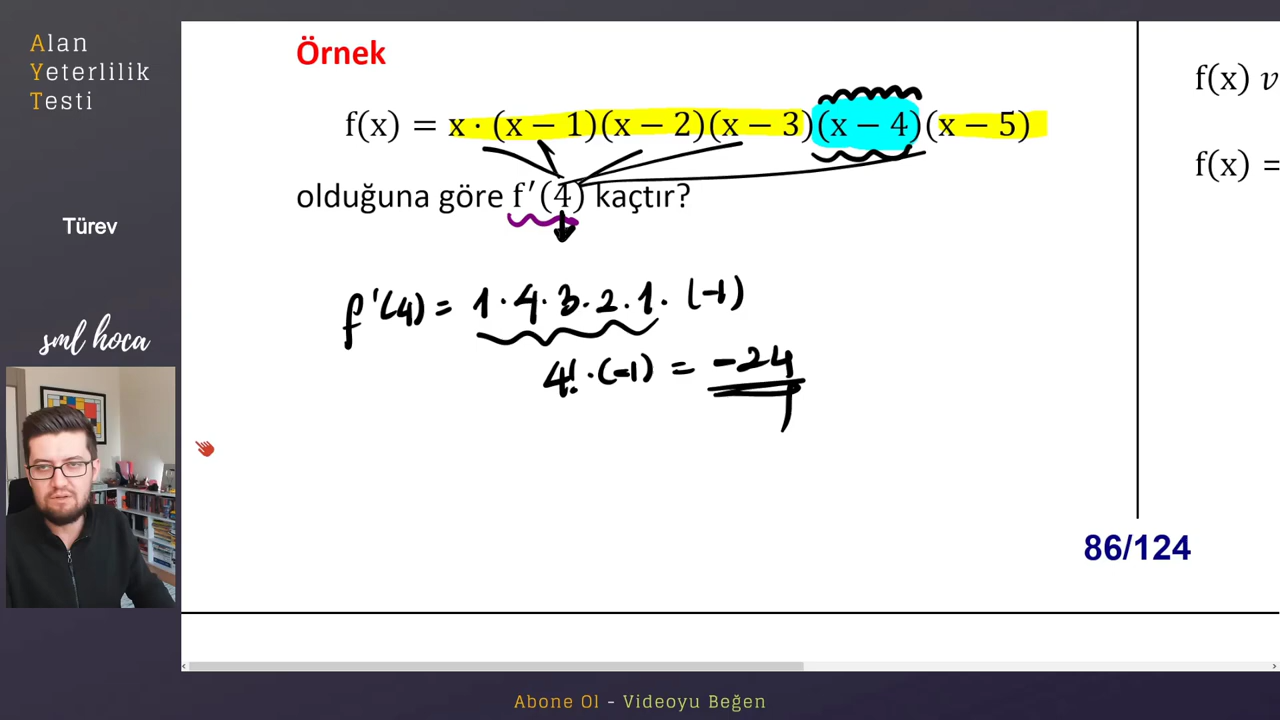 Alan
Yeterlilik
Testi
Türev
sml hoca
Örnek
f(x) = x · (x − 1)(x − 2)(x − 3)(x − 4)(x − 5)
olduğuna göre f′(4) kaçtır?
f'(4) = 1 · 4 · 3 · 2 · 1 · (-1)
4! · (-1) = -24
f(x) v
f(x) =
86/124
Abone Ol - Videoyu Beğen